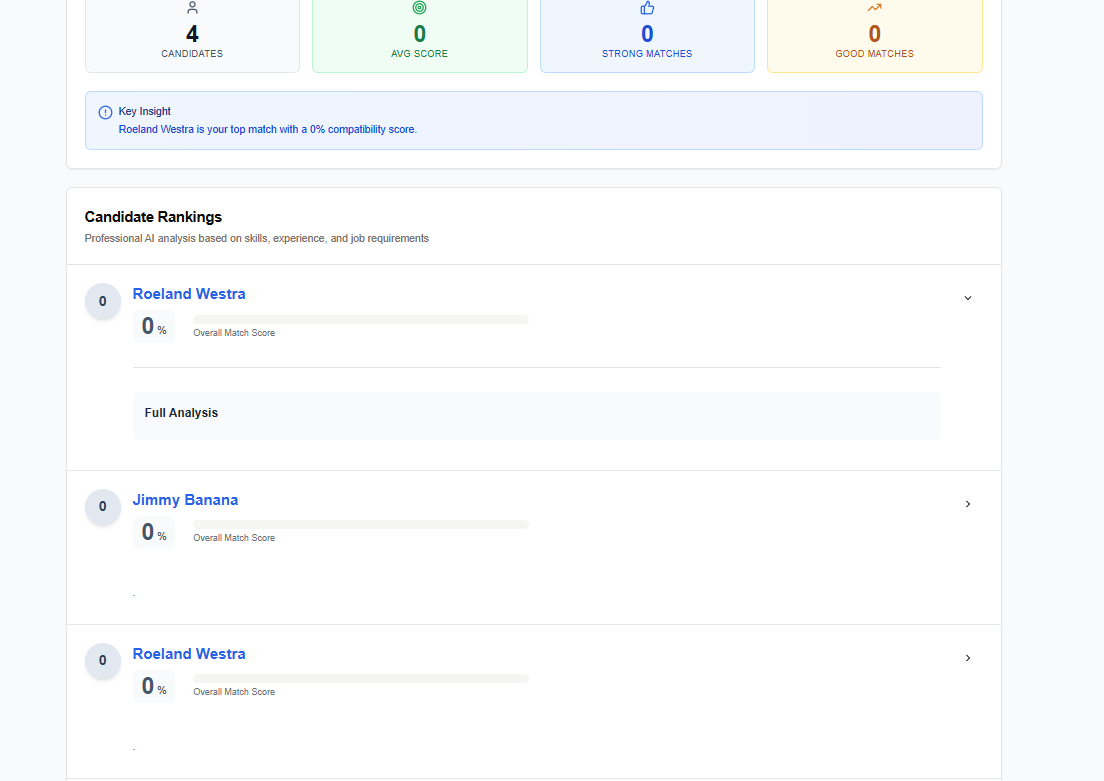 4
CANDIDATES
0
AVG SCORE
0
STRONG MATCHES
0
GOOD MATCHES
Key Insight
Roeland Westra is your top match with a 0% compatibility score.
Candidate Rankings
Professional AI analysis based on skills, experience, and job requirements
0
Roeland Westra
0 %
Overall Match Score
Full Analysis
0
Jimmy Banana
0 %
Overall Match Score
.
0
Roeland Westra
0 %
Overall Match Score
.